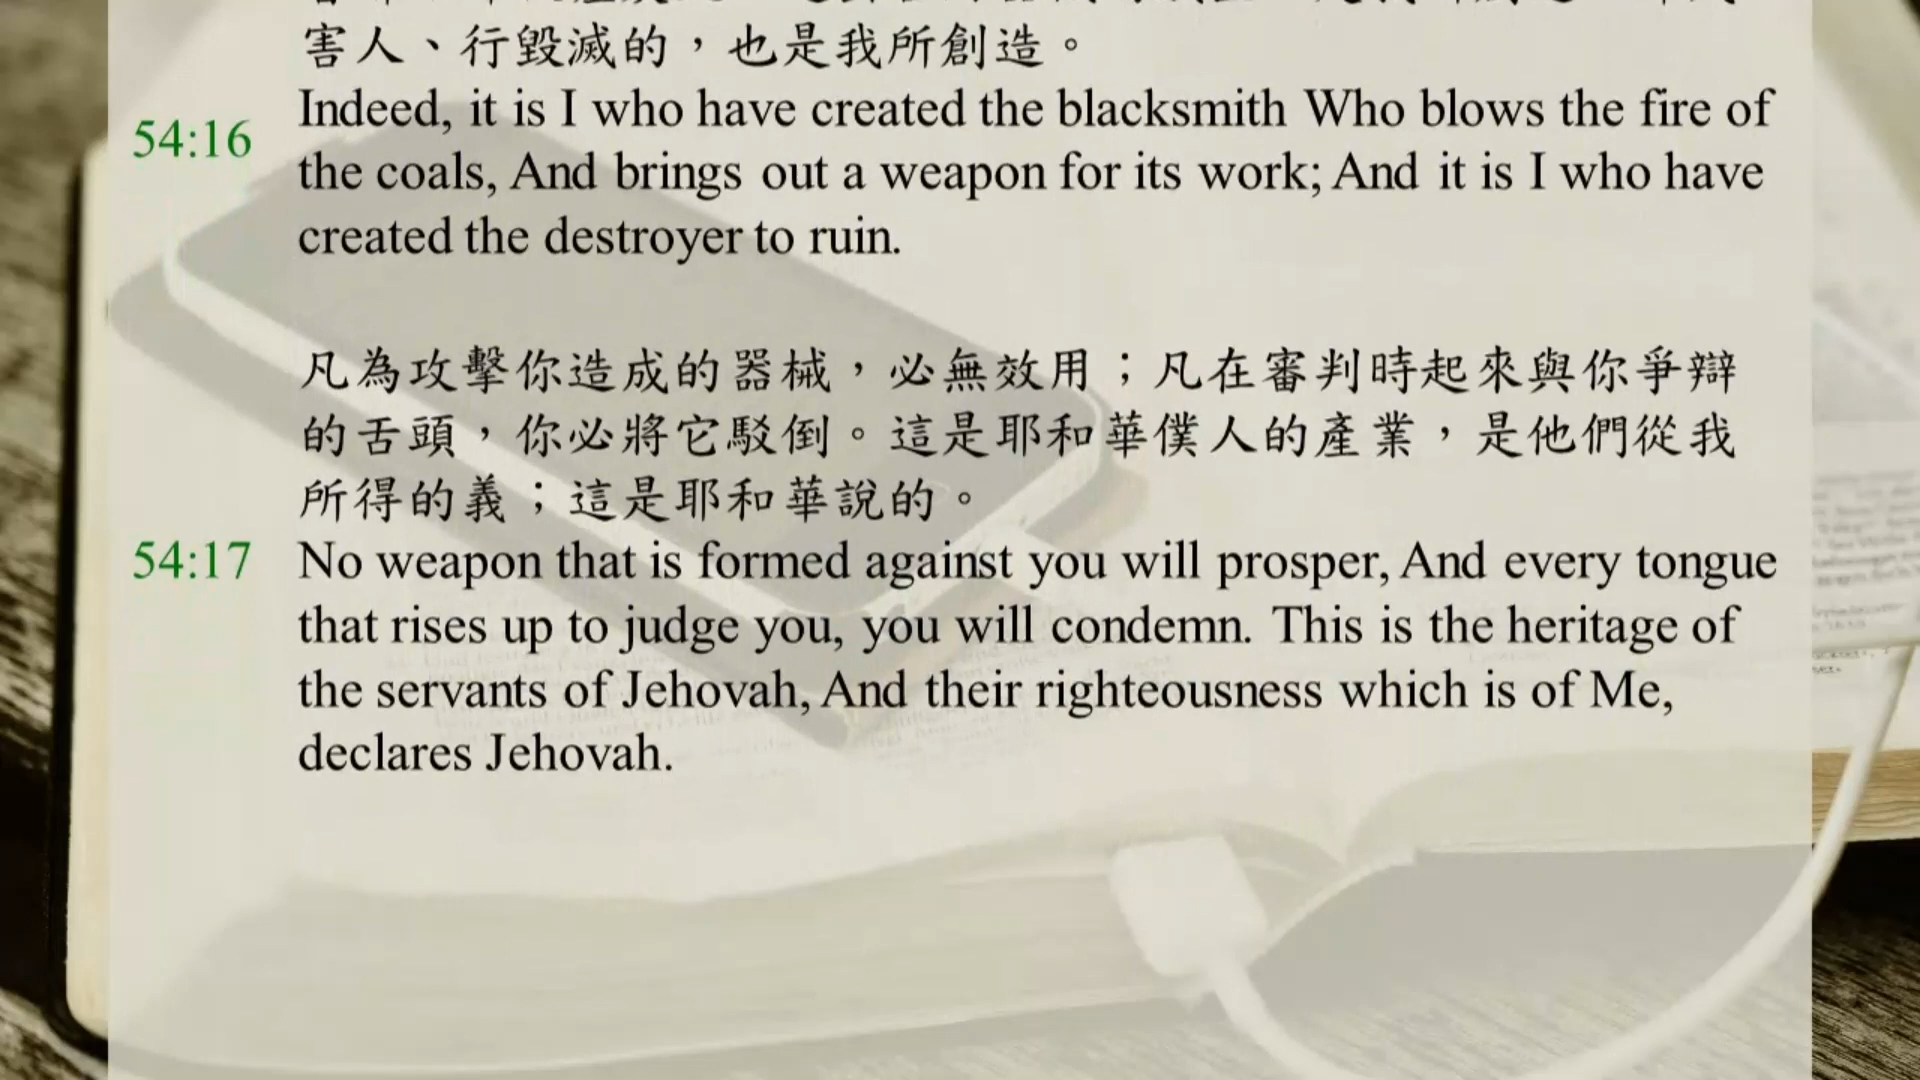 害人、行毀滅的，也是我所創造。
54:16 Indeed, it is I who have created the blacksmith Who blows the fire of
the coals, And brings out a weapon for its work; And it is I who have
created the destroyer to ruin.
凡為攻擊你造成的器械，必無效用；凡在審判時起來與你爭辯
的舌頭，你必將它駁倒。這是耶和華僕人的產業，是他們從我
所得的義；這是耶和華說的。
54:17 No weapon that is formed against you will prosper, And every tongue
that rises up to judge you, you will condemn. This is the heritage of
the servants of Jehovah, And their righteousness which is of Me,
declares Jehovah.